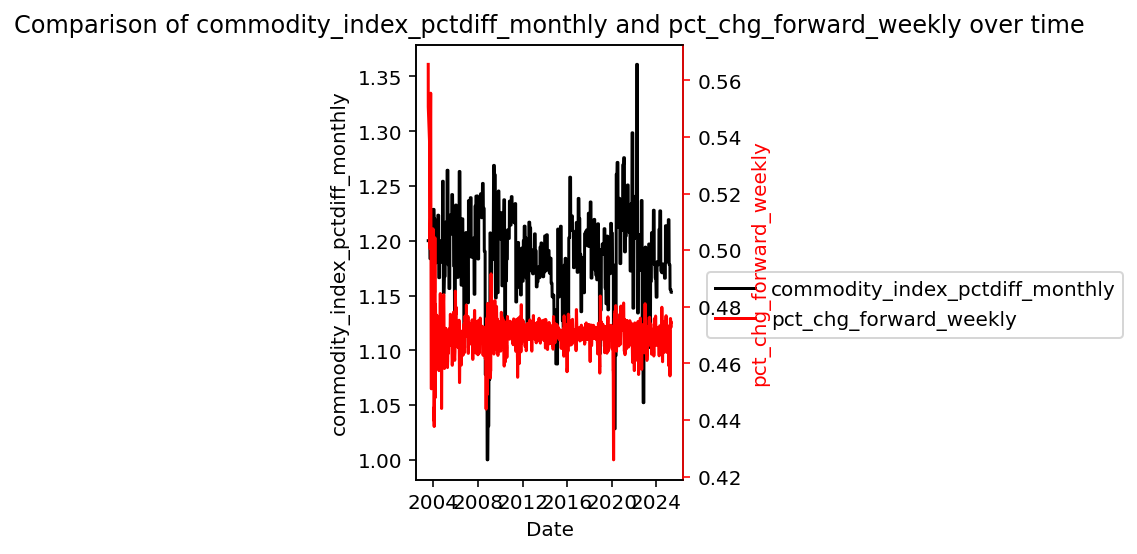 Comparison of commodity_index_pctdiff_monthly and pct_chg_forward_weekly over time
commodity_index_pctdiff_monthly
1.35
1.30
1.25
1.20
1.15
1.10
1.05
1.00
0.56
0.54
0.52
0.50
0.48
0.46
0.44
0.42
pct_chg_forward_weekly
commodity_index_pctdiff_monthly
pct_chg_forward_weekly
2004 2008 2012 2016 2020 2024
Date